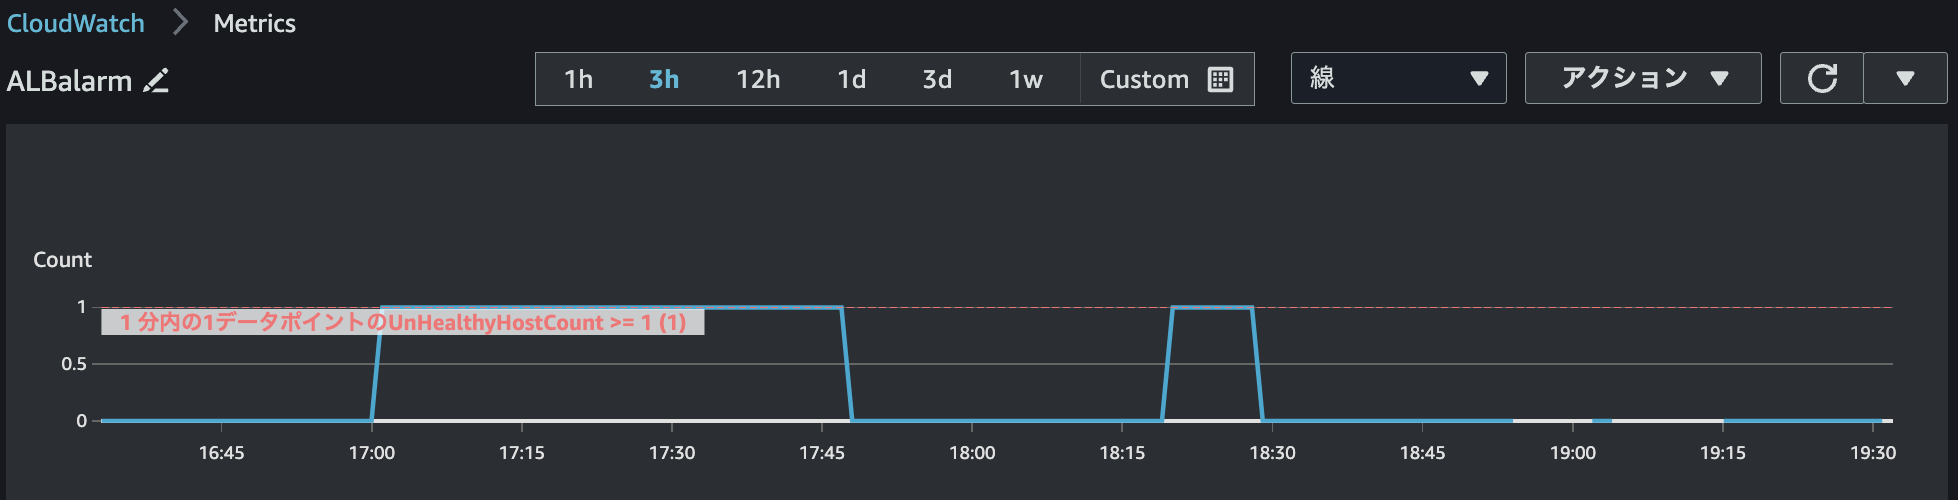 CloudWatch > Metrics
ALBalarm 1h 3h 12h 1d 3d 1w Custom 線 アクション
Count
1
1 分内の1データポイントのUnHealthyHostCount >= 1 (1)
0.5
0
16:45 17:00 17:15 17:30 17:45 18:00 18:15 18:30 18:45 19:00 19:15 19:30